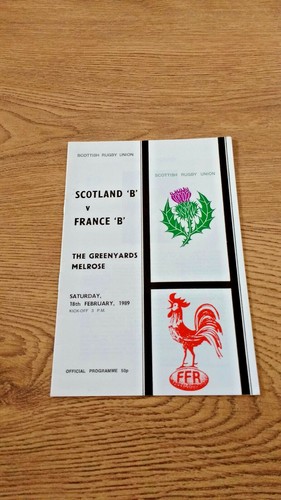 SCOTTISH RUGBY UNION
SCOTLAND 'B'
v
FRANCE 'B'
THE GREENYARDS
MELROSE
SATURDAY,
18th FEBRUARY, 1989
KICK-OFF 3 P.M.
OFFICIAL PROGRAMME 50p
SCOTTISH RUGBY UNION
FFR